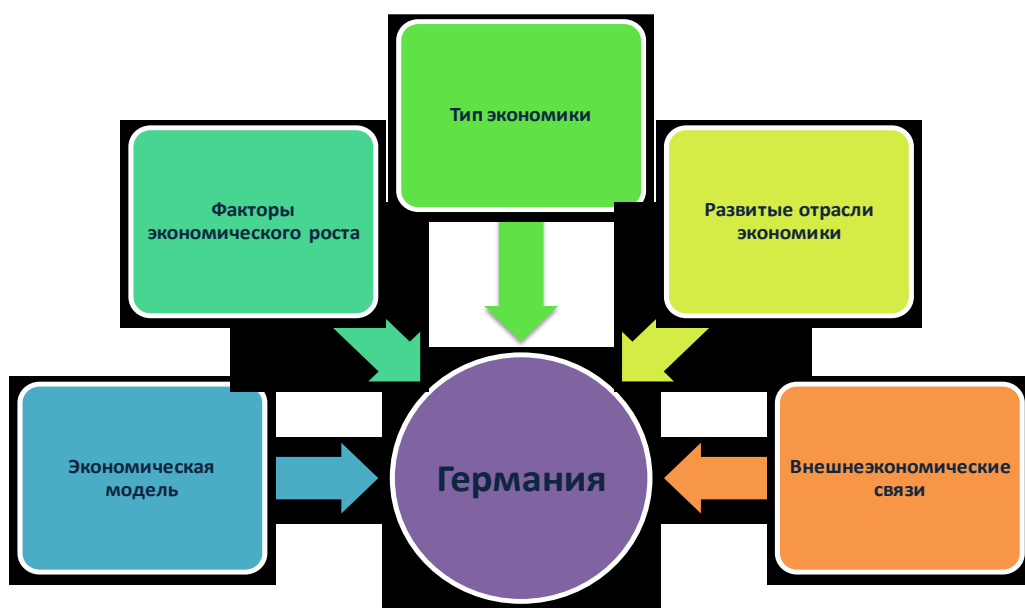 Тип экономики
Факторы
экономического роста
Развитые отрасли
экономики
Экономическая
модель
Германия
Внешнеэкономические
связи